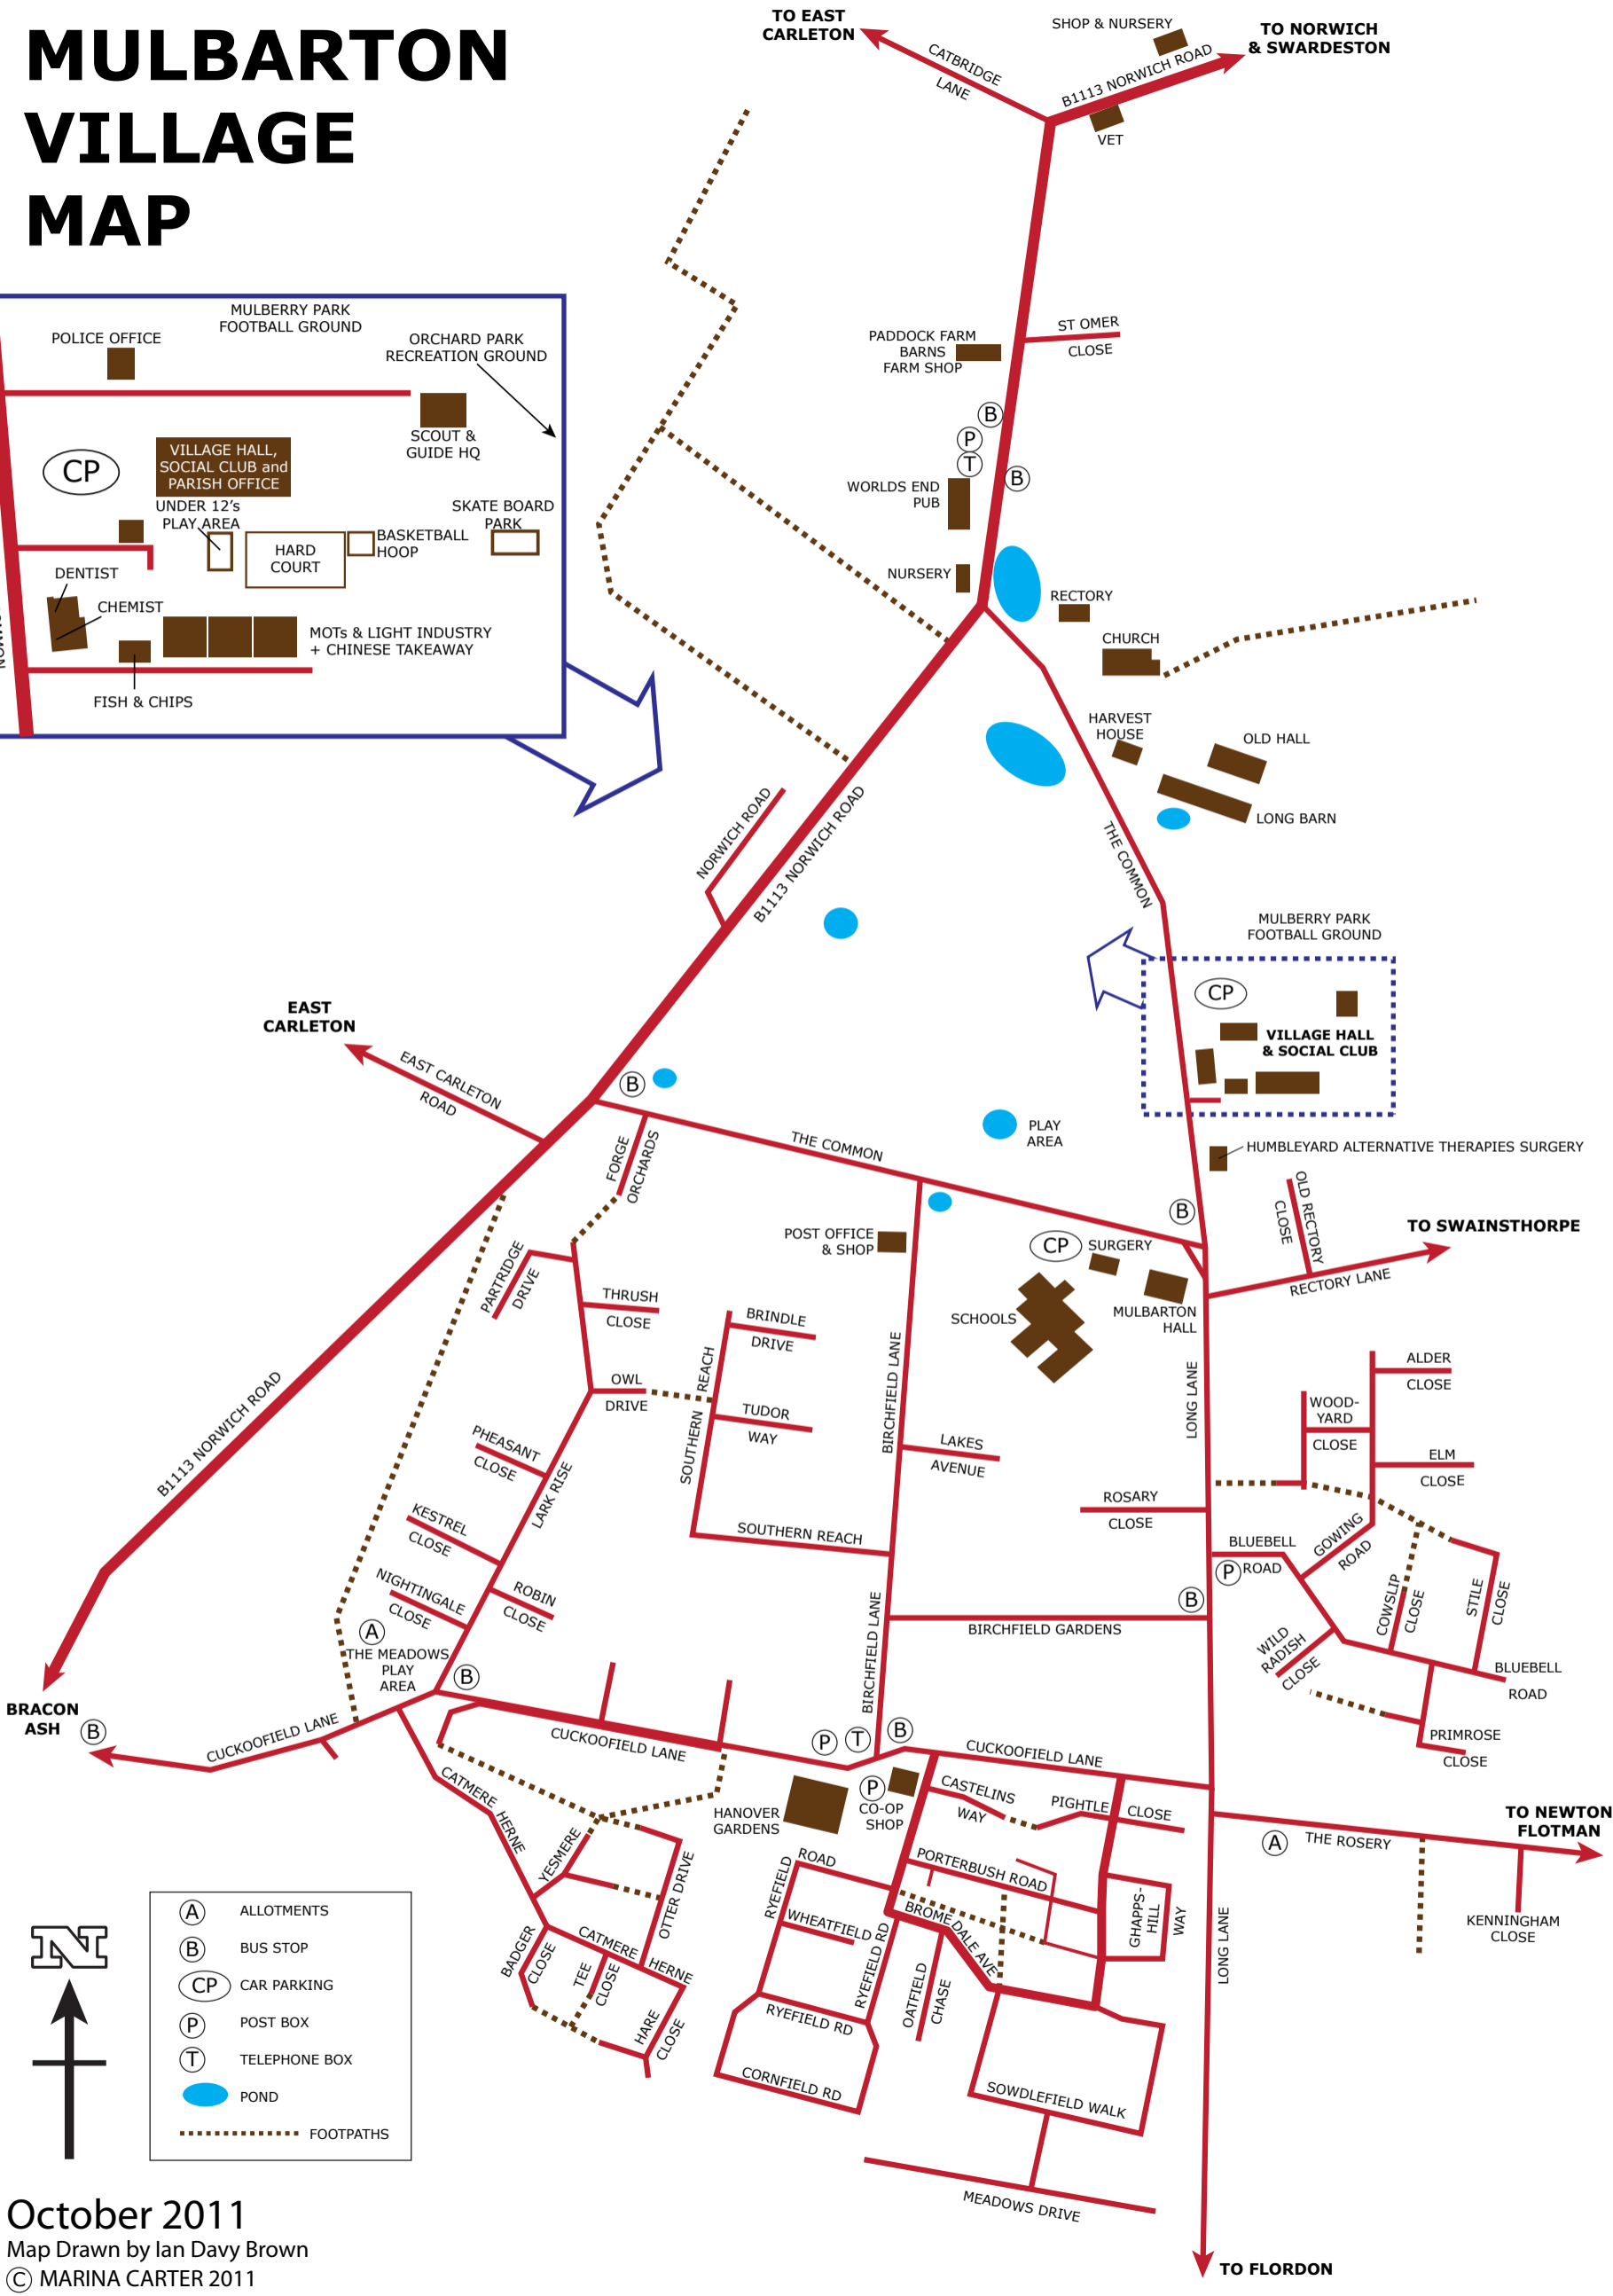 MULBARTON
VILLAGE
MAP
TO EAST
CARLETON
CATBRIDGE
LANE
SHOP & NURSERY
TO NORWICH
& SWARDESTON
B1113 NORWICH ROAD
VET
MULBERRY PARK
FOOTBALL GROUND
POLICE OFFICE
ORCHARD PARK
RECREATION GROUND
SCOUT &
GUIDE HQ
CP
VILLAGE HALL,
SOCIAL CLUB and
PARISH OFFICE
UNDER 12's
PLAY AREA
HARD
COURT
BASKETBALL
HOOP
SKATE BOARD
PARK
DENTIST
CHEMIST
MOTs & LIGHT INDUSTRY
+ CHINESE TAKEAWAY
FISH & CHIPS
PADDOCK FARM
BARNS
FARM SHOP
ST OMER
CLOSE
B
P
T
B
WORLDS END
PUB
NURSERY
RECTORY
CHURCH
HARVEST
HOUSE
OLD HALL
LONG BARN
THE COMMON
NORWICH ROAD
B1113 NORWICH ROAD
MULBERRY PARK
FOOTBALL GROUND
CP
VILLAGE HALL
& SOCIAL CLUB
EAST
CARLETON
EAST CARLETON
ROAD
B
FORGE
ORCHARDS
THE COMMON
PLAY
AREA
HUMBLEYARD ALTERNATIVE THERAPIES SURGERY
B
OLD RECTORY
CLOSE
TO SWAINSTHORPE
RECTORY LANE
POST OFFICE
& SHOP
CP
SURGERY
SCHOOLS
MULBARTON
HALL
PARTRIDGE
DRIVE
THRUSH
CLOSE
OWL
DRIVE
BRINDLE
DRIVE
SOUTHERN REACH
TUDOR
WAY
BIRCHFIELD LANE
LAKES
AVENUE
LONG LANE
ROSARY
CLOSE
ALDER
CLOSE
WOOD-
YARD
CLOSE
ELM
CLOSE
B1113 NORWICH ROAD
PHEASANT
CLOSE
LARK RISE
KESTREL
CLOSE
NIGHTINGALE
CLOSE
ROBIN
CLOSE
SOUTHERN REACH
BLUEBELL
ROAD
P
GOWING
ROAD
COWSLIP
CLOSE
STILE
CLOSE
WILD
RADISH
CLOSE
BLUEBELL
ROAD
PRIMROSE
CLOSE
B
BIRCHFIELD GARDENS
BIRCHFIELD LANE
A
THE MEADOWS
PLAY
AREA
B
BRACON
ASH
B
CUCKOOFIELD LANE
CUCKOOFIELD LANE
P
T
B
CUCKOOFIELD LANE
HANOVER
GARDENS
P
CO-OP
SHOP
CASTELINS
WAY
PIGHTLE
CLOSE
TO NEWTON
FLOTMAN
A
THE ROSERY
KENNINGHAM
CLOSE
CATMERE HERNE
YESMERE
OTTER DRIVE
BADGER
CLOSE
CATMERE HERNE
TEE
CLOSE
HARE
CLOSE
RYEFIELD
ROAD
WHEATFIELD
RYEFIELD RD
RYEFIELD RD
CORNFIELD RD
PORTERBUSH ROAD
BROMEDALE AVE
OATFIELD
CHASE
GHAPPS-
HILL
WAY
LONG LANE
SOWDLEFIELD WALK
MEADOWS DRIVE
TO FLORDON
N
A ALLOTMENTS
B BUS STOP
CP CAR PARKING
P POST BOX
T TELEPHONE BOX
POND
FOOTPATHS
October 2011
Map Drawn by Ian Davy Brown
© MARINA CARTER 2011